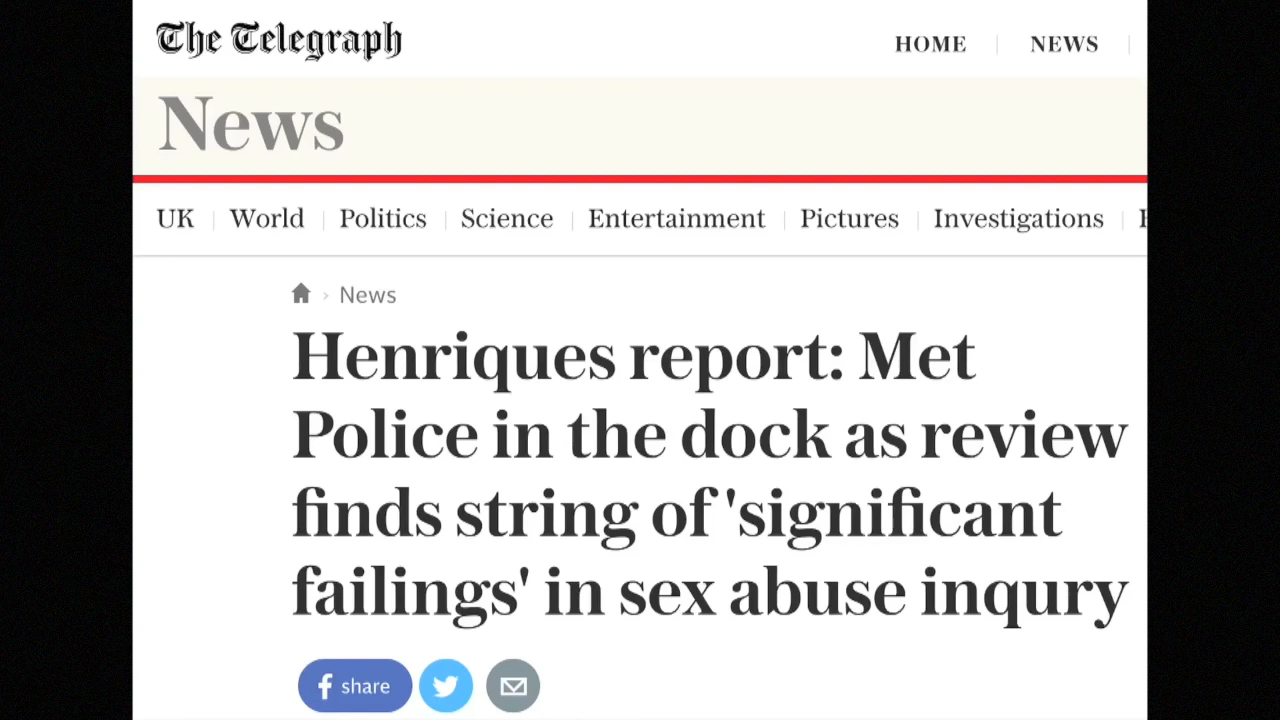 The Telegraph
HOME NEWS
News
UK World Politics Science Entertainment Pictures Investigations
News
Henriques report: Met
Police in the dock as review
finds string of 'significant
failings' in sex abuse inqury
share